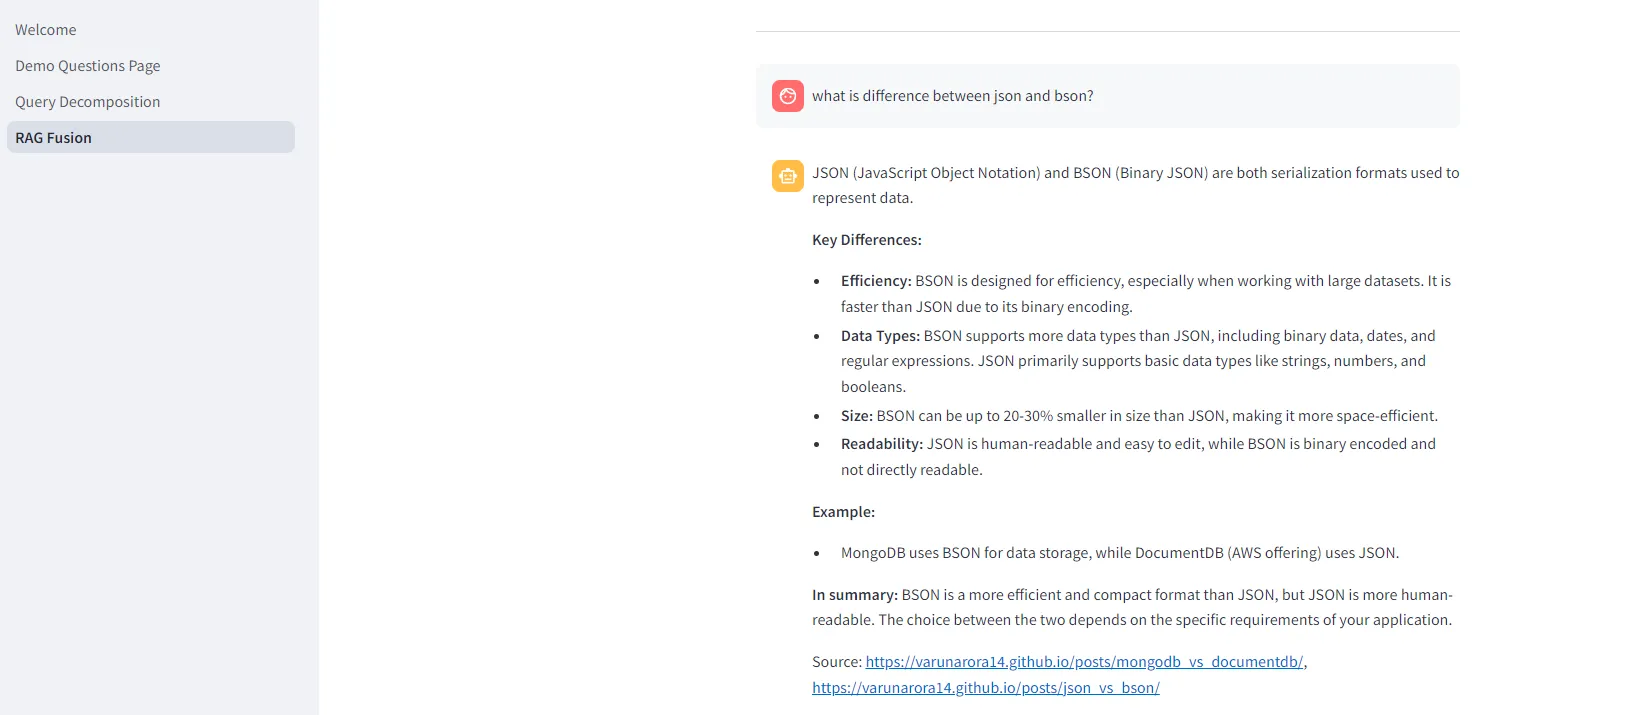 Welcome
Demo Questions Page
Query Decomposition
RAG Fusion
what is difference between json and bson?
JSON (JavaScript Object Notation) and BSON (Binary JSON) are both serialization formats used to
represent data.
Key Differences:
• Efficiency: BSON is designed for efficiency, especially when working with large datasets. It is
faster than JSON due to its binary encoding.
• Data Types: BSON supports more data types than JSON, including binary data, dates, and
regular expressions. JSON primarily supports basic data types like strings, numbers, and
booleans.
• Size: BSON can be up to 20-30% smaller in size than JSON, making it more space-efficient.
• Readability: JSON is human-readable and easy to edit, while BSON is binary encoded and
not directly readable.
Example:
• MongoDB uses BSON for data storage, while DocumentDB (AWS offering) uses JSON.
In summary: BSON is a more efficient and compact format than JSON, but JSON is more human-
readable. The choice between the two depends on the specific requirements of your application.
Source: https://varunarora14.github.io/posts/mongodb_vs_documentdb/,
https://varunarora14.github.io/posts/json_vs_bson/